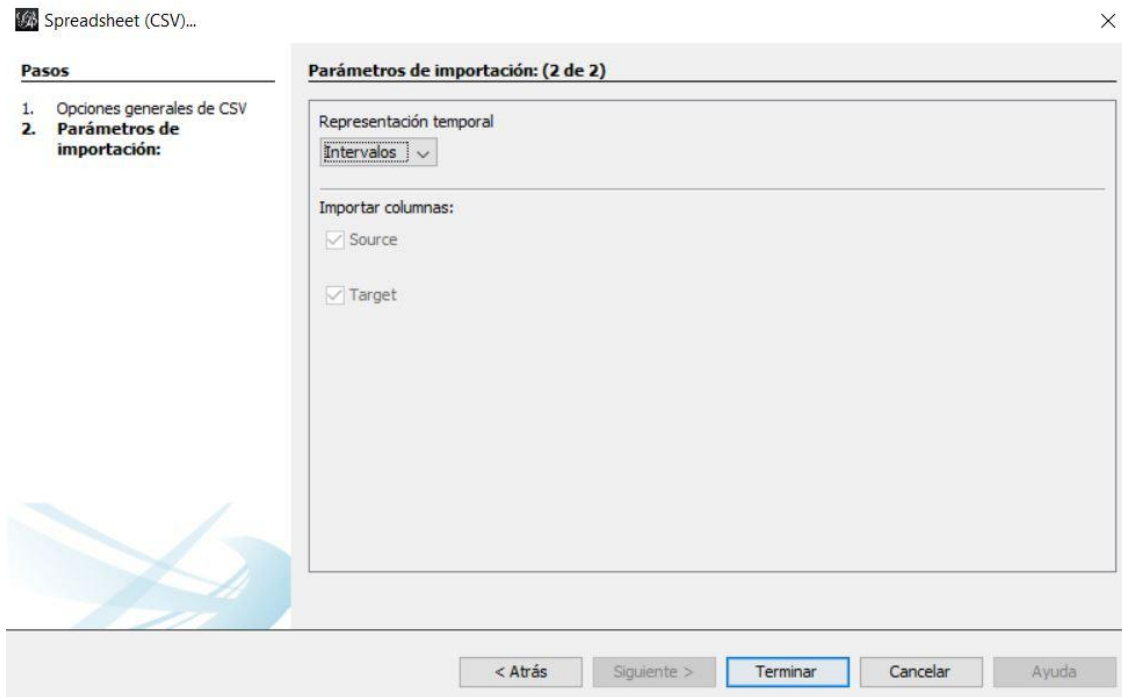 Spreadsheet (CSV)...
Pasos
1. Opciones generales de CSV
2. Parámetros de
importación:
Parámetros de importación: (2 de 2)
Representación temporal
Intervalos
Importar columnas:
Source
Target
< Atrás
Siguiente >
Terminar
Cancelar
Ayuda